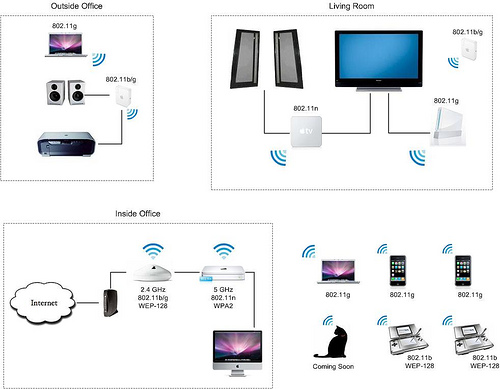 Outside Office
802.11g
802.11b/g
Living Room
802.11b/g
802.11n
802.11g
tv
Inside Office
Internet
2.4 GHz
802.11b/g
WEP-128
5 GHz
802.11n
WPA2
802.11g
802.11g
802.11g
Coming Soon
802.11b
WEP-128
802.11b
WEP-128